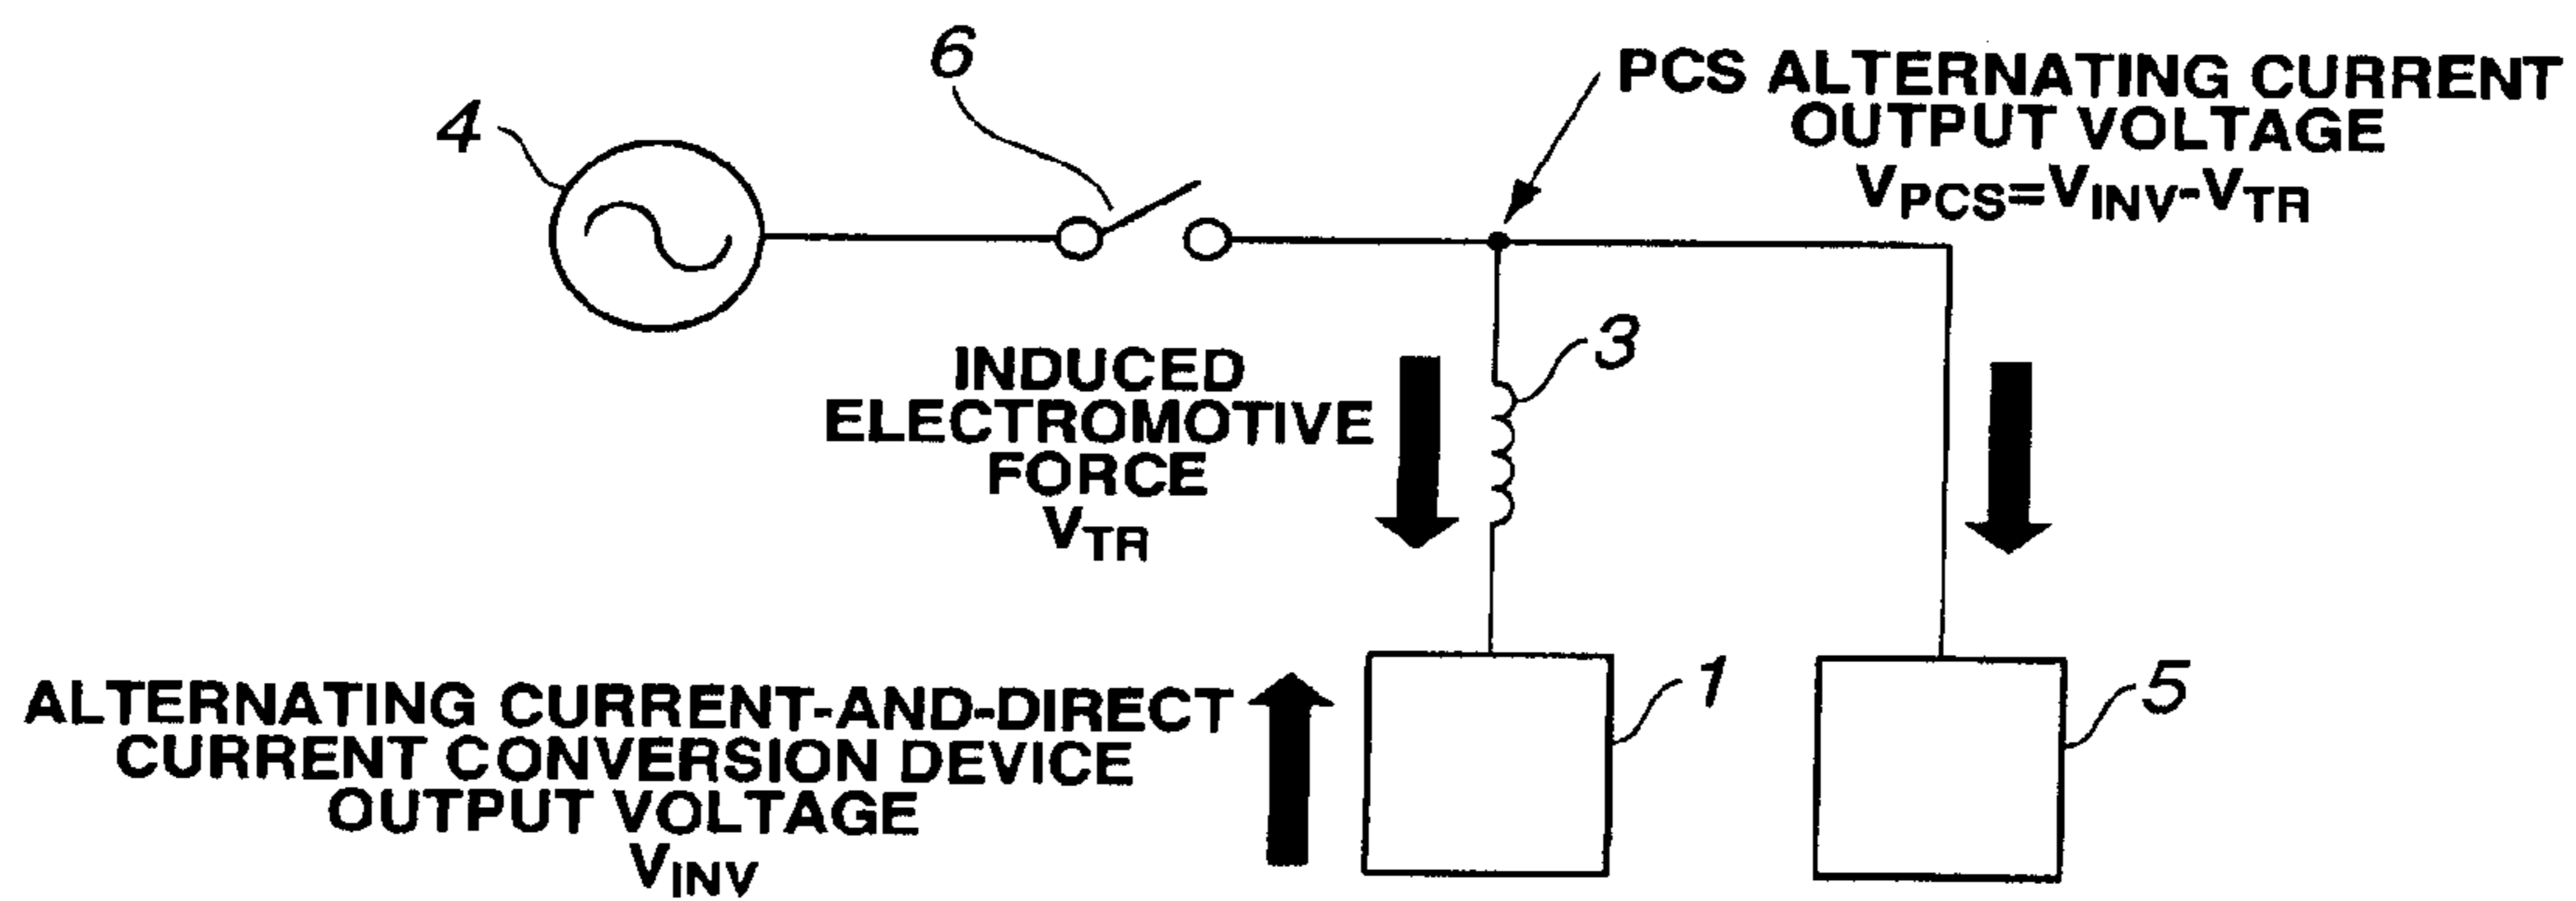 6
4
PCS ALTERNATING CURRENT
OUTPUT VOLTAGE
VPCS=VINV-VTR
3
INDUCED
ELECTROMOTIVE
FORCE
VTR
1
5
ALTERNATING CURRENT-AND-DIRECT
CURRENT CONVERSION DEVICE
OUTPUT VOLTAGE
VINV